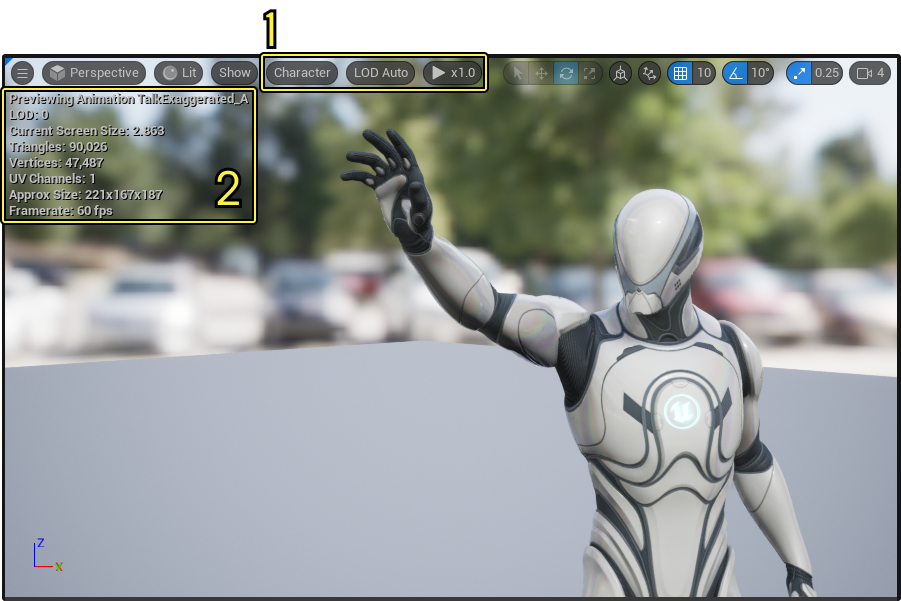 1
Perspective Lit Show Character LOD Auto x1.0 10 10° 0.25 4
Previewing Animation TalkExaggerated_A
LOD: 0
Current Screen Size: 2.863
Triangles: 90,026
Vertices: 47,487
UV Channels: 1
Approx Size: 221x167x187
Framerate: 60 fps
2
Z
X